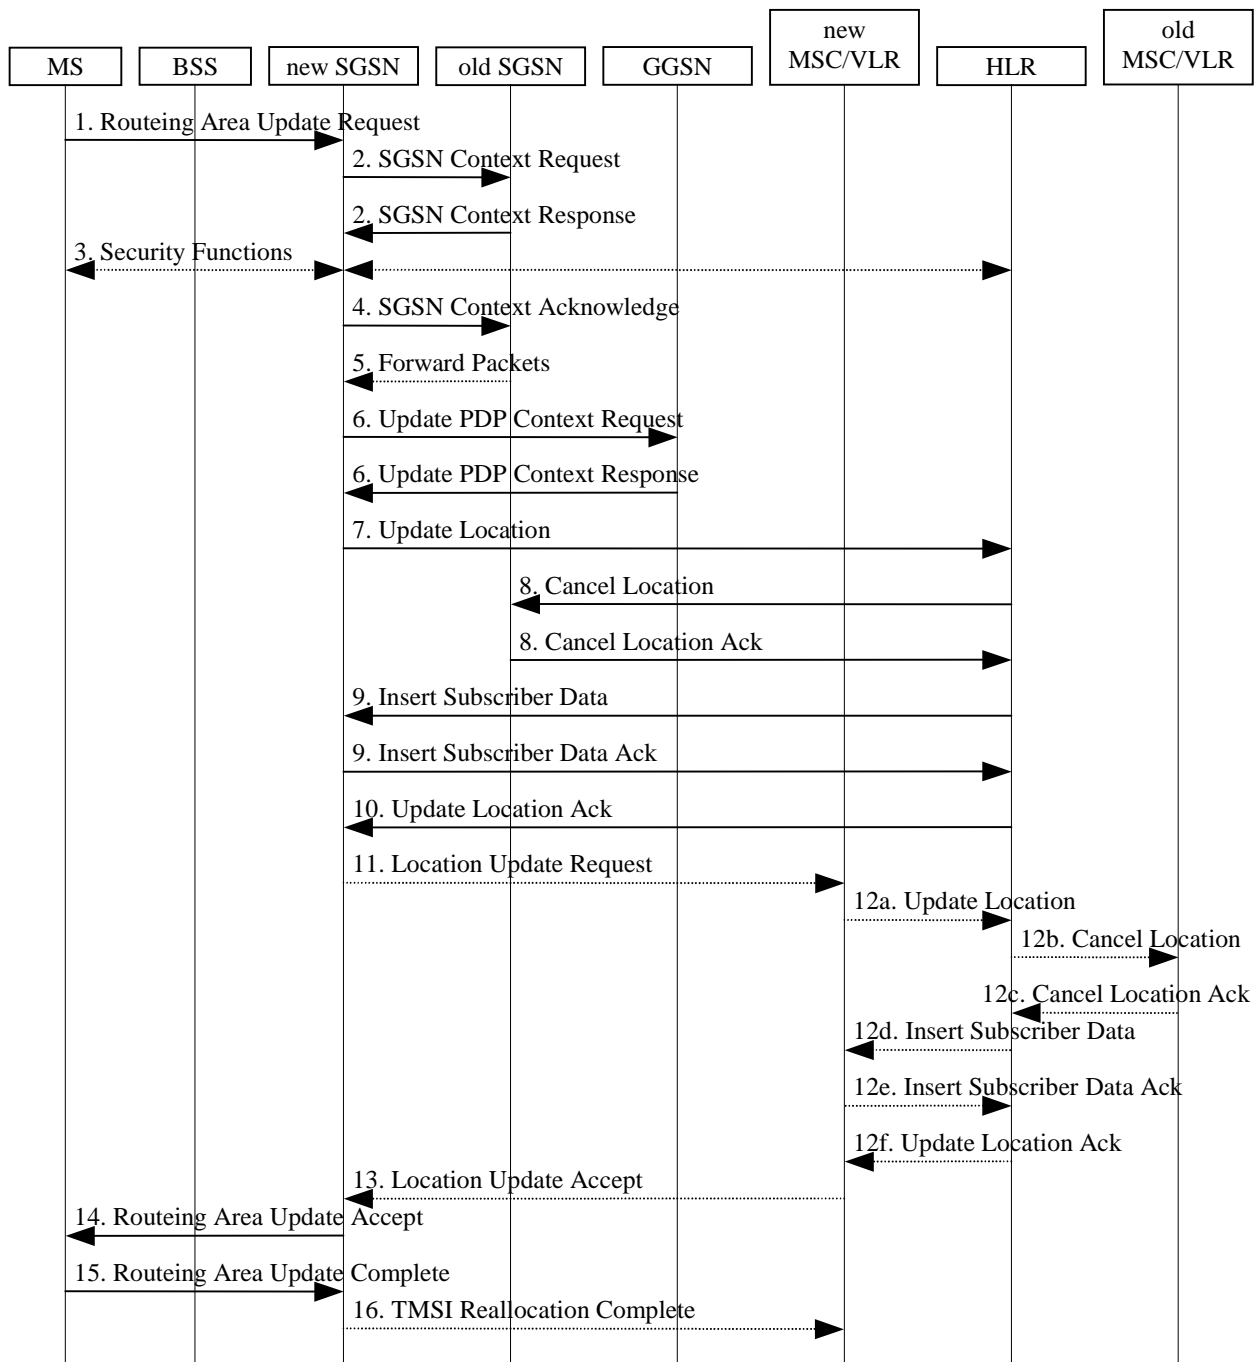 new
old
MS
BSS
new SGSN
old SGSN
GGSN
MSC/VLR
HLR
MSC/VLR
1. Routeing Area Update Request
2. SGSN Context Request
2. SGSN Context Response
3. Security Functions
4. SGSN Context Acknowledge
5. Forward Packets
6. Update PDP Context Request
6. Update PDP Context Response
7. Update Location
8. Cancel Location
8. Cancel Location Ack
9. Insert Subscriber Data
9. Insert Subscriber Data Ack
10. Update Location Ack
11. Location Update Request
12a. Update Location
12b. Cancel Location
12c. Cancel Location Ack
12d. Insert Subscriber Data
12e. Insert Subscriber Data Ack
12f. Update Location Ack
13. Location Update Accept
14. Routeing Area Update Accept
15. Routeing Area Update Complete
16. TMSI Reallocation Complete